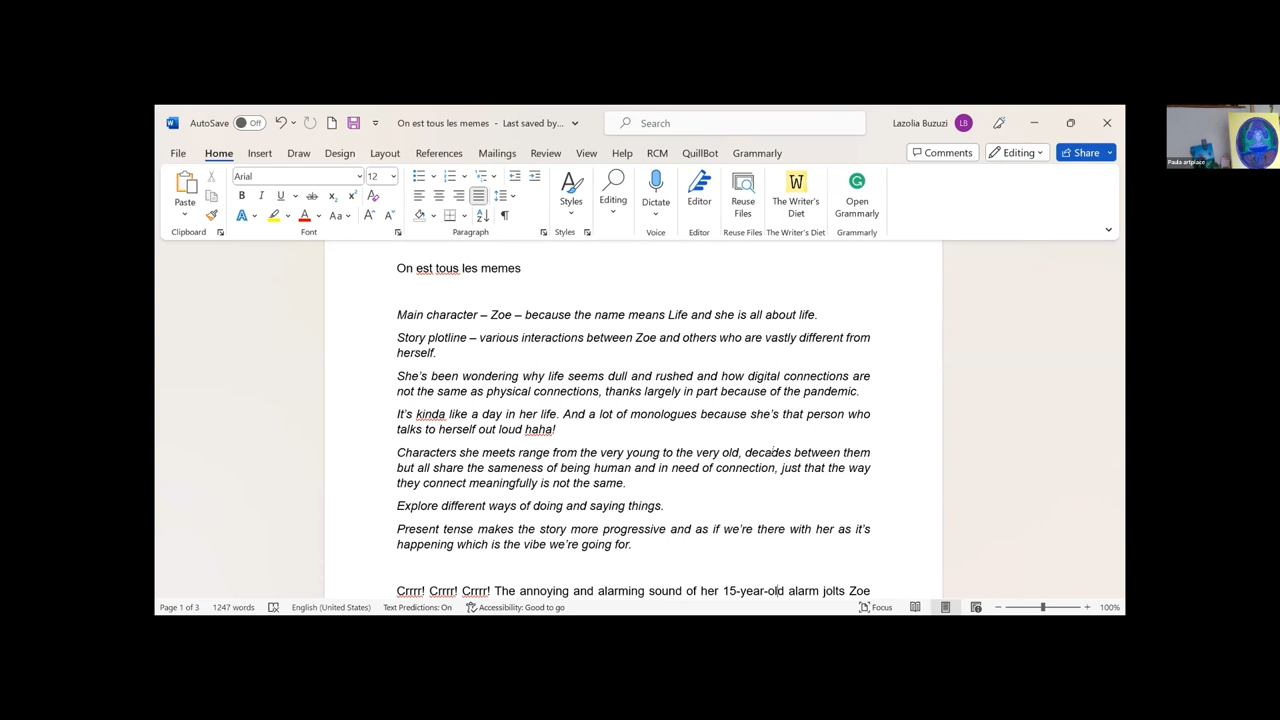 AutoSave Off On est tous les memes - Last saved by... Search Lazolia Buzuzi LB
File Home Insert Draw Design Layout References Mailings Review View Help RCM QuillBot Grammarly Comments Editing Share
Arial 12
Paste Styles Editing Dictate Editor Reuse Files The Writer's Diet Open Grammarly
Clipboard Font Paragraph Styles Voice Editor Reuse Files The Writer's Diet Grammarly
Paula artplace
On est tous les memes
Main character – Zoe – because the name means Life and she is all about life.
Story plotline – various interactions between Zoe and others who are vastly different from
herself.
She's been wondering why life seems dull and rushed and how digital connections are
not the same as physical connections, thanks largely in part because of the pandemic.
It's kinda like a day in her life. And a lot of monologues because she's that person who
talks to herself out loud haha!
Characters she meets range from the very young to the very old, decades between them
but all share the sameness of being human and in need of connection, just that the way
they connect meaningfully is not the same.
Explore different ways of doing and saying things.
Present tense makes the story more progressive and as if we're there with her as it's
happening which is the vibe we're going for.
Crrrr! Crrrr! Crrrr! The annoying and alarming sound of her 15-year-old alarm jolts Zoe
Page 1 of 3 1247 words English (United States) Text Predictions: On Accessibility: Good to go Focus 100%